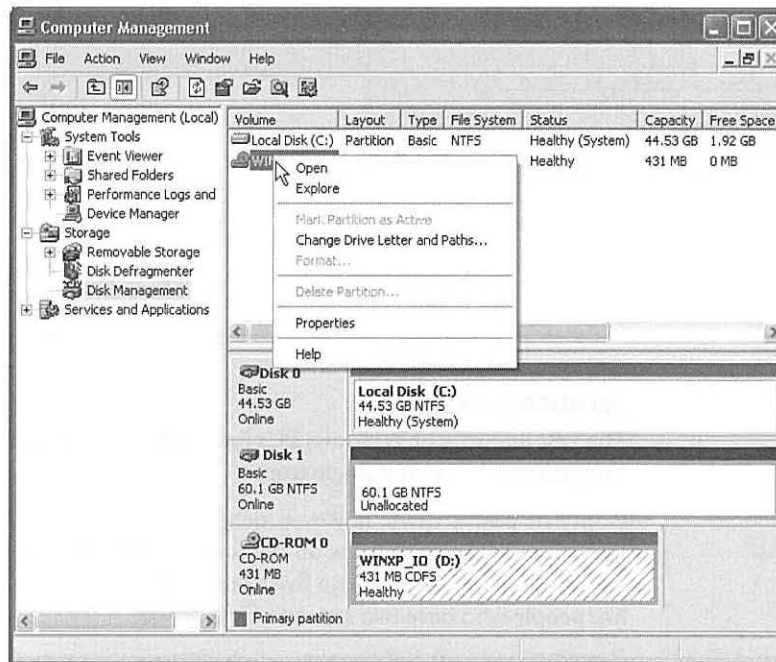 Computer Management
File Action View Window Help
Computer Management (Local)
System Tools
Event Viewer
Shared Folders
Performance Logs and
Device Manager
Storage
Removable Storage
Disk Defragmenter
Disk Management
Services and Applications
Volume Layout Type File System Status Capacity Free Space
Local Disk (C:) Partition Basic NTFS Healthy (System) 44.53 GB 1.92 GB
Healthy 431 MB 0 MB
Open
Explore
Mark Partition as Active
Change Drive Letter and Paths...
Format...
Delete Partition...
Properties
Help
Disk 0
Basic
44.53 GB
Online
Local Disk (C:)
44.53 GB NTFS
Healthy (System)
Disk 1
Basic
60.1 GB NTFS
Online
60.1 GB NTFS
Unallocated
CD-ROM 0
CD-ROM
431 MB
Online
WINXP_IO (D:)
431 MB CDFS
Healthy
Primary partition